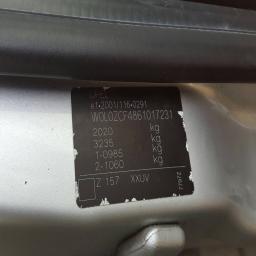 OPEL
e1*2001/116*0291
W0L0ZCF4861017231
2020 kg
3235 kg
1-0985 kg
2-1060 kg
Z 157 XXUV